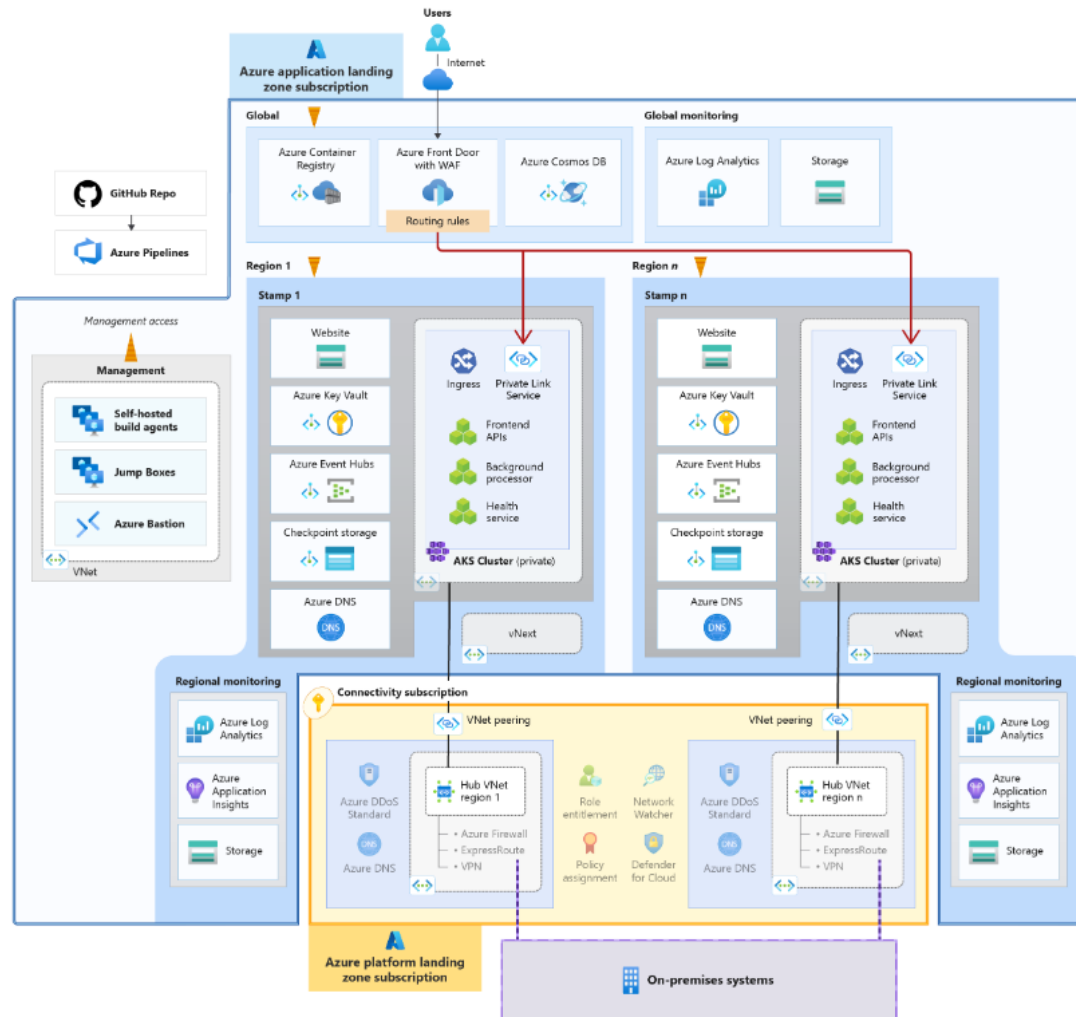 Users
Internet
Azure application landing
zone subscription
Global
Azure Container
Registry
Azure Front Door
with WAF
Routing rules
Azure Cosmos DB
Global monitoring
Azure Log Analytics
Storage
GitHub Repo
Azure Pipelines
Management access
Management
Self-hosted
build agents
Jump Boxes
Azure Bastion
VNet
Region 1
Stamp 1
Website
Azure Key Vault
Azure Event Hubs
Checkpoint storage
Azure DNS
Ingress
Private Link
Service
Frontend
APIs
Background
processor
Health
service
AKS Cluster (private)
vNext
Region n
Stamp n
Website
Azure Key Vault
Azure Event Hubs
Checkpoint storage
Azure DNS
DNS
Ingress
Private Link
Service
Frontend
APIs
Background
processor
Health
service
AKS Cluster (private)
vNext
DNS
Regional monitoring
Azure Log
Analytics
Azure
Application
Insights
Storage
Connectivity subscription
VNet peering
Azure DDoS
Standard
DNS
Azure DNS
Hub VNet
region 1
• Azure Firewall
• ExpressRoute
• VPN
Role
entitlement
Network
Watcher
Policy
assignment
Defender
for Cloud
VNet peering
Azure DDoS
Standard
DNS
Azure DNS
Hub VNet
region n
• Azure Firewall
• ExpressRoute
• VPN
Regional monitoring
Azure Log
Analytics
Azure
Application
Insights
Storage
Azure platform landing
zone subscription
On-premises systems